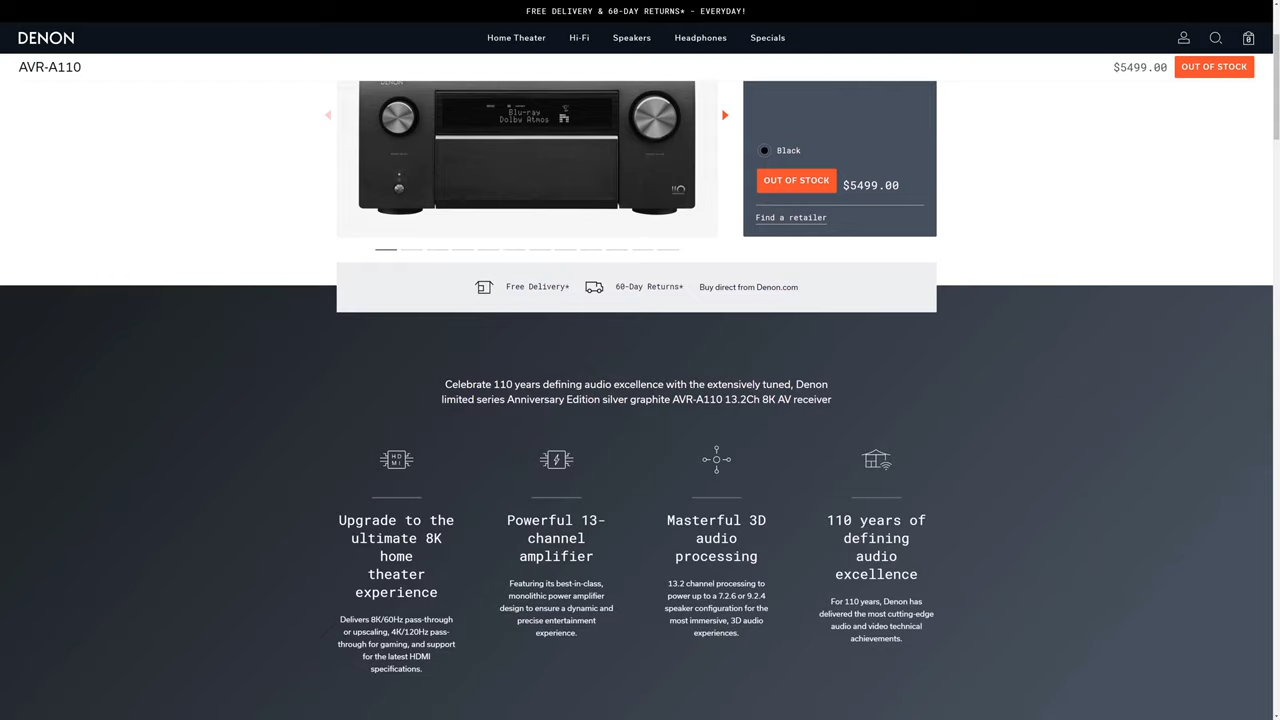 FREE DELIVERY & 60-DAY RETURNS* - EVERYDAY!
DENON
Home Theater
Hi-Fi
Speakers
Headphones
Specials
0
AVR-A110
$5499.00
OUT OF STOCK
DENON
Blu-ray
Dolby Atmos
110
Black
OUT OF STOCK
$5499.00
Find a retailer
Free Delivery*
60-Day Returns*
Buy direct from Denon.com
Celebrate 110 years defining audio excellence with the extensively tuned, Denon
limited series Anniversary Edition silver graphite AVR-A110 13.2Ch 8K AV receiver
HD
MI
Upgrade to the
ultimate 8K
home
theater
experience
Delivers 8K/60Hz pass-through
or upscaling, 4K/120Hz pass-
through for gaming, and support
for the latest HDMI
specifications.
Powerful 13-
channel
amplifier
Featuring its best-in-class,
monolithic power amplifier
design to ensure a dynamic and
precise entertainment
experience.
Masterful 3D
audio
processing
13.2 channel processing to
power up to a 7.2.6 or 9.2.4
speaker configuration for the
most immersive, 3D audio
experiences.
110 years of
defining
audio
excellence
For 110 years, Denon has
delivered the most cutting-edge
audio and video technical
achievements.